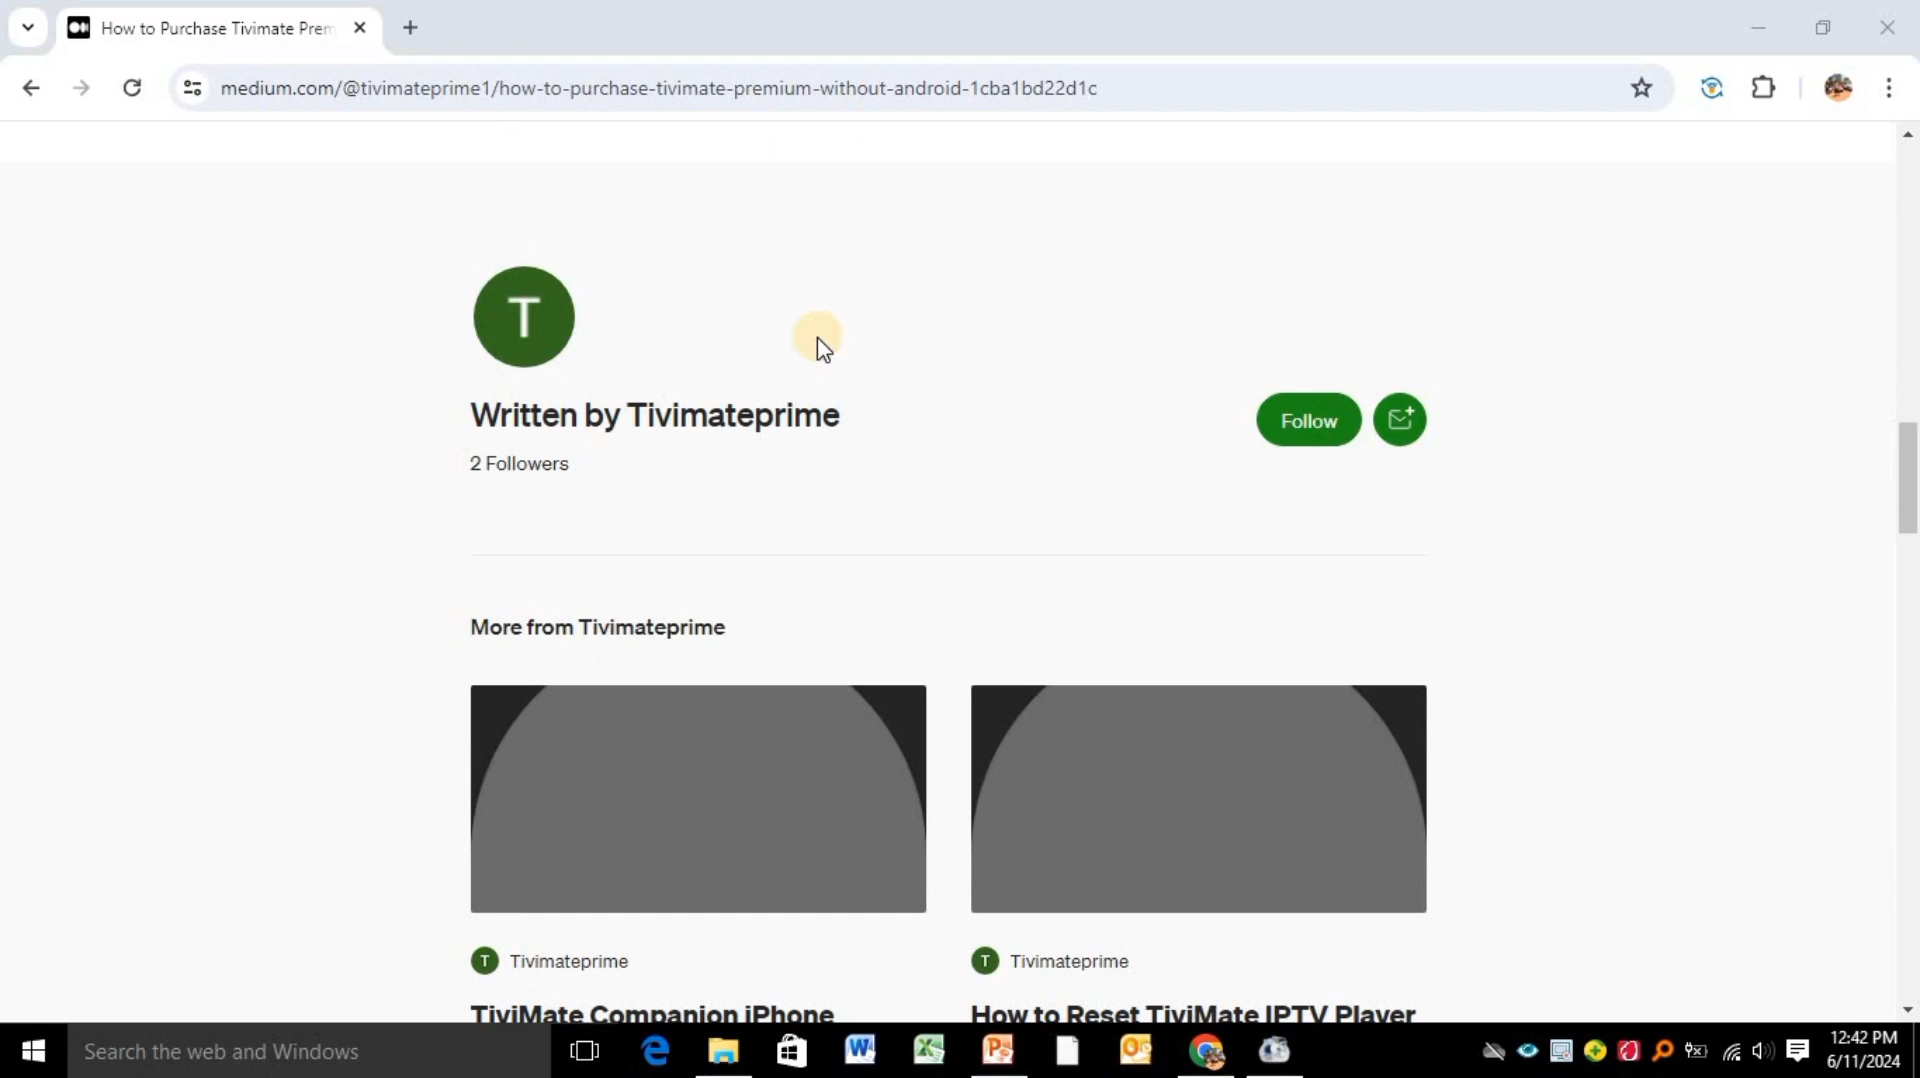 How to Purchase Tivimate Prem
medium.com/@tivimateprime1/how-to-purchase-tivimate-premium-without-android-1cba1bd22d1c
T
Written by Tivimateprime
Follow
2 Followers
More from Tivimateprime
T Tivimateprime
T Tivimateprime
TiviMate Companion iPhone
How to Reset TiviMate IPTV Player
Search the web and Windows
12:42 PM
6/11/2024